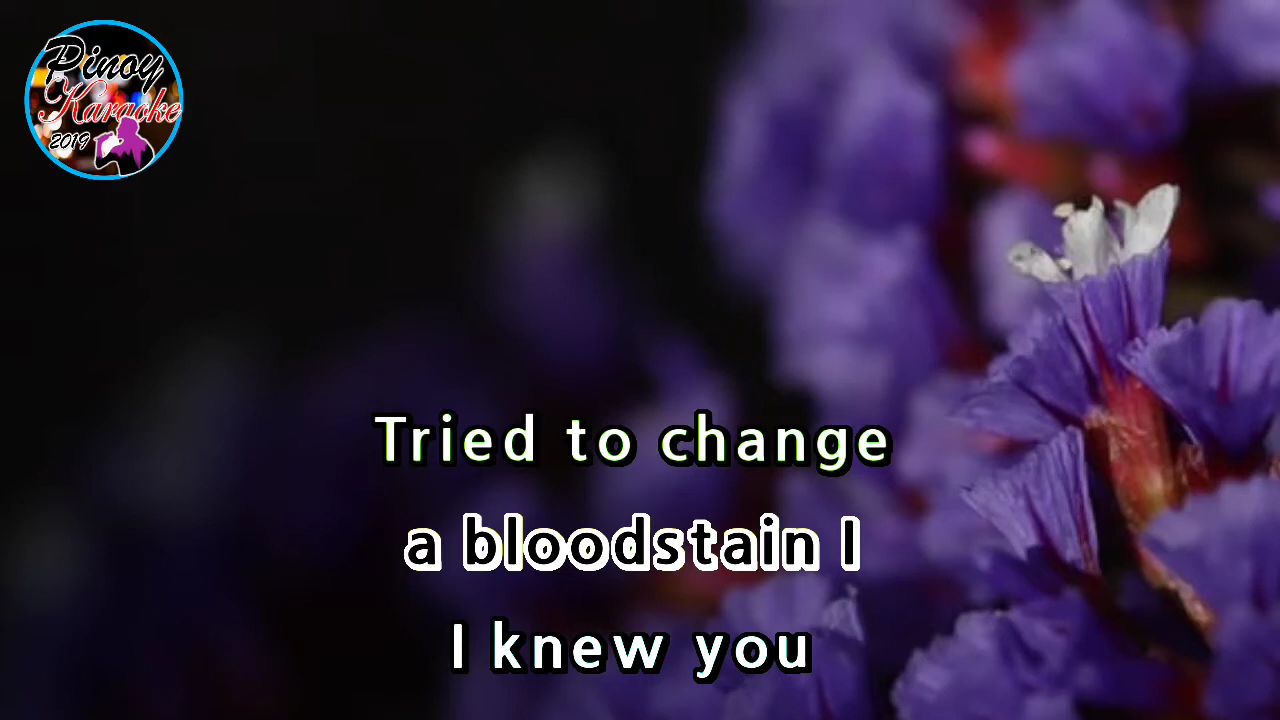 Pinoy
Karaoke
2019
Tried to change
a bloodstain I
I knew you